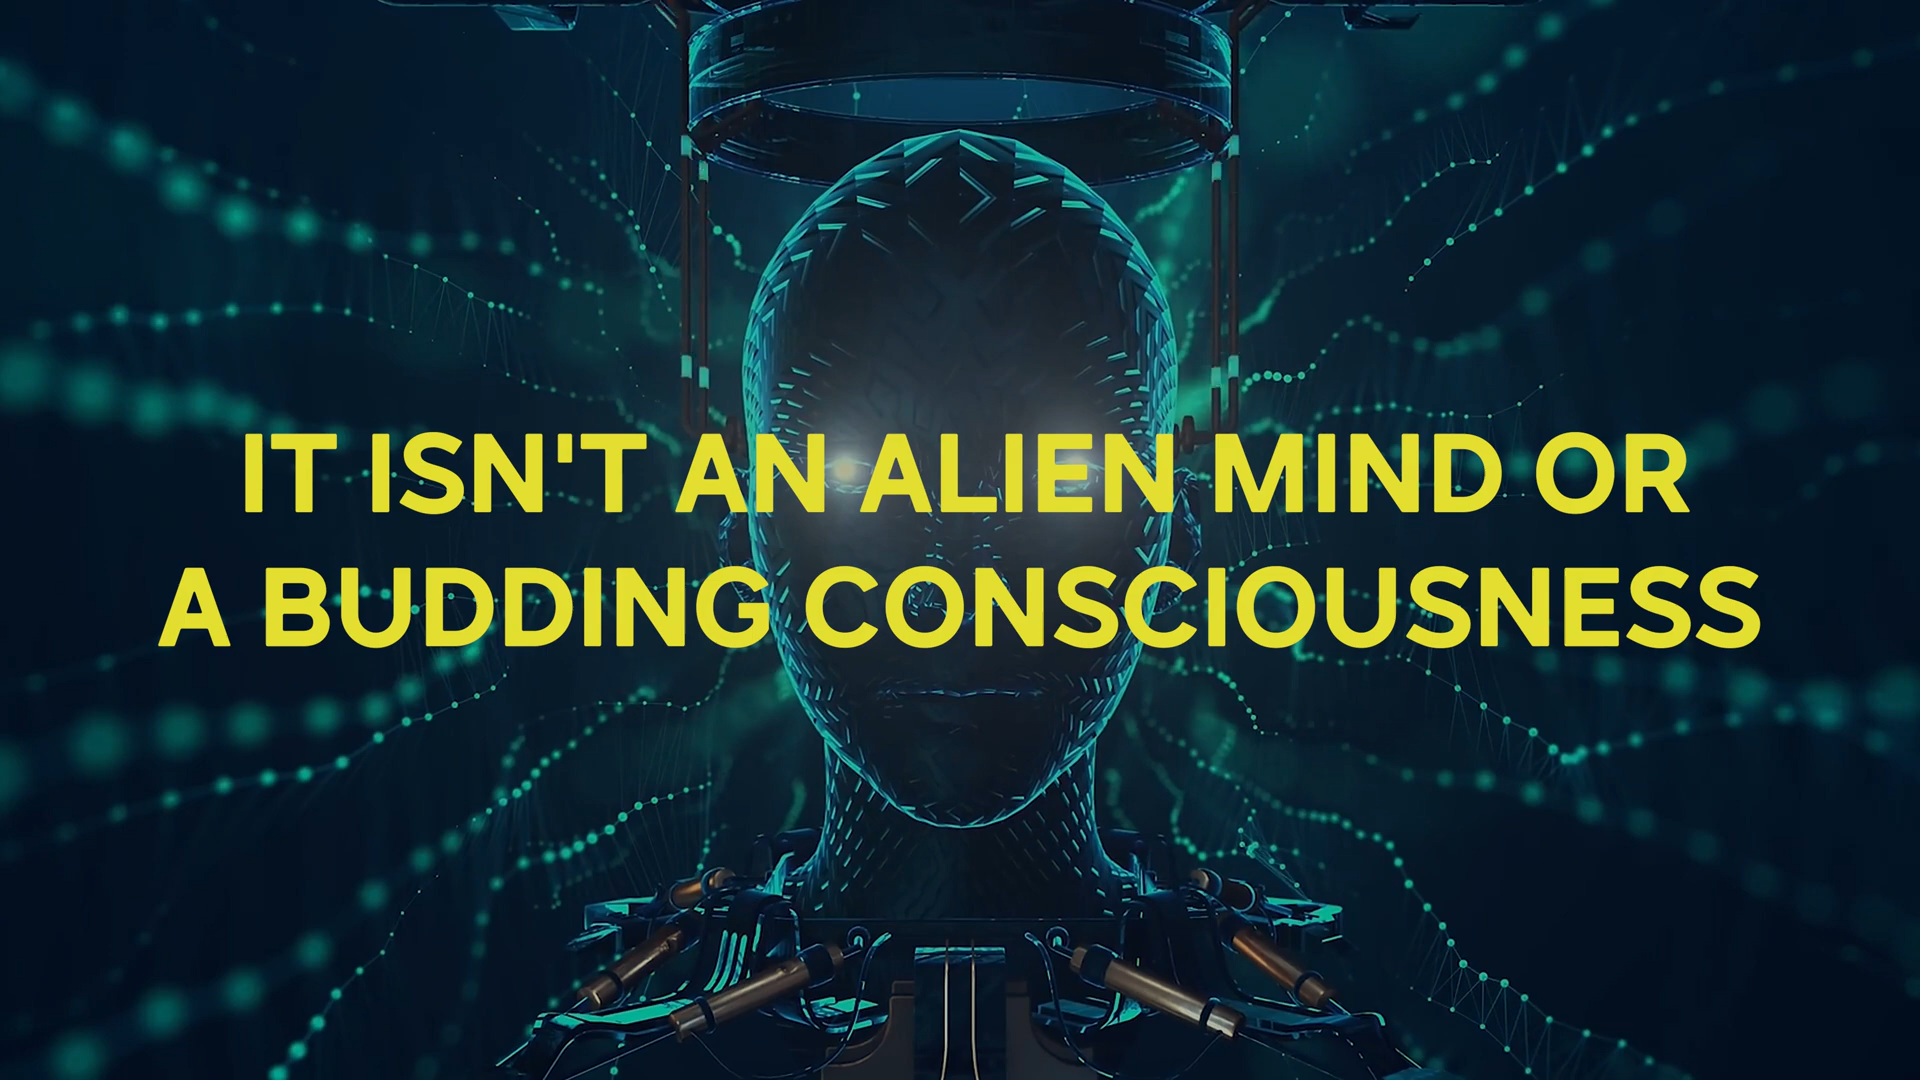 IT ISN'T AN ALIEN MIND OR
A BUDDING CONSCIOUSNESS